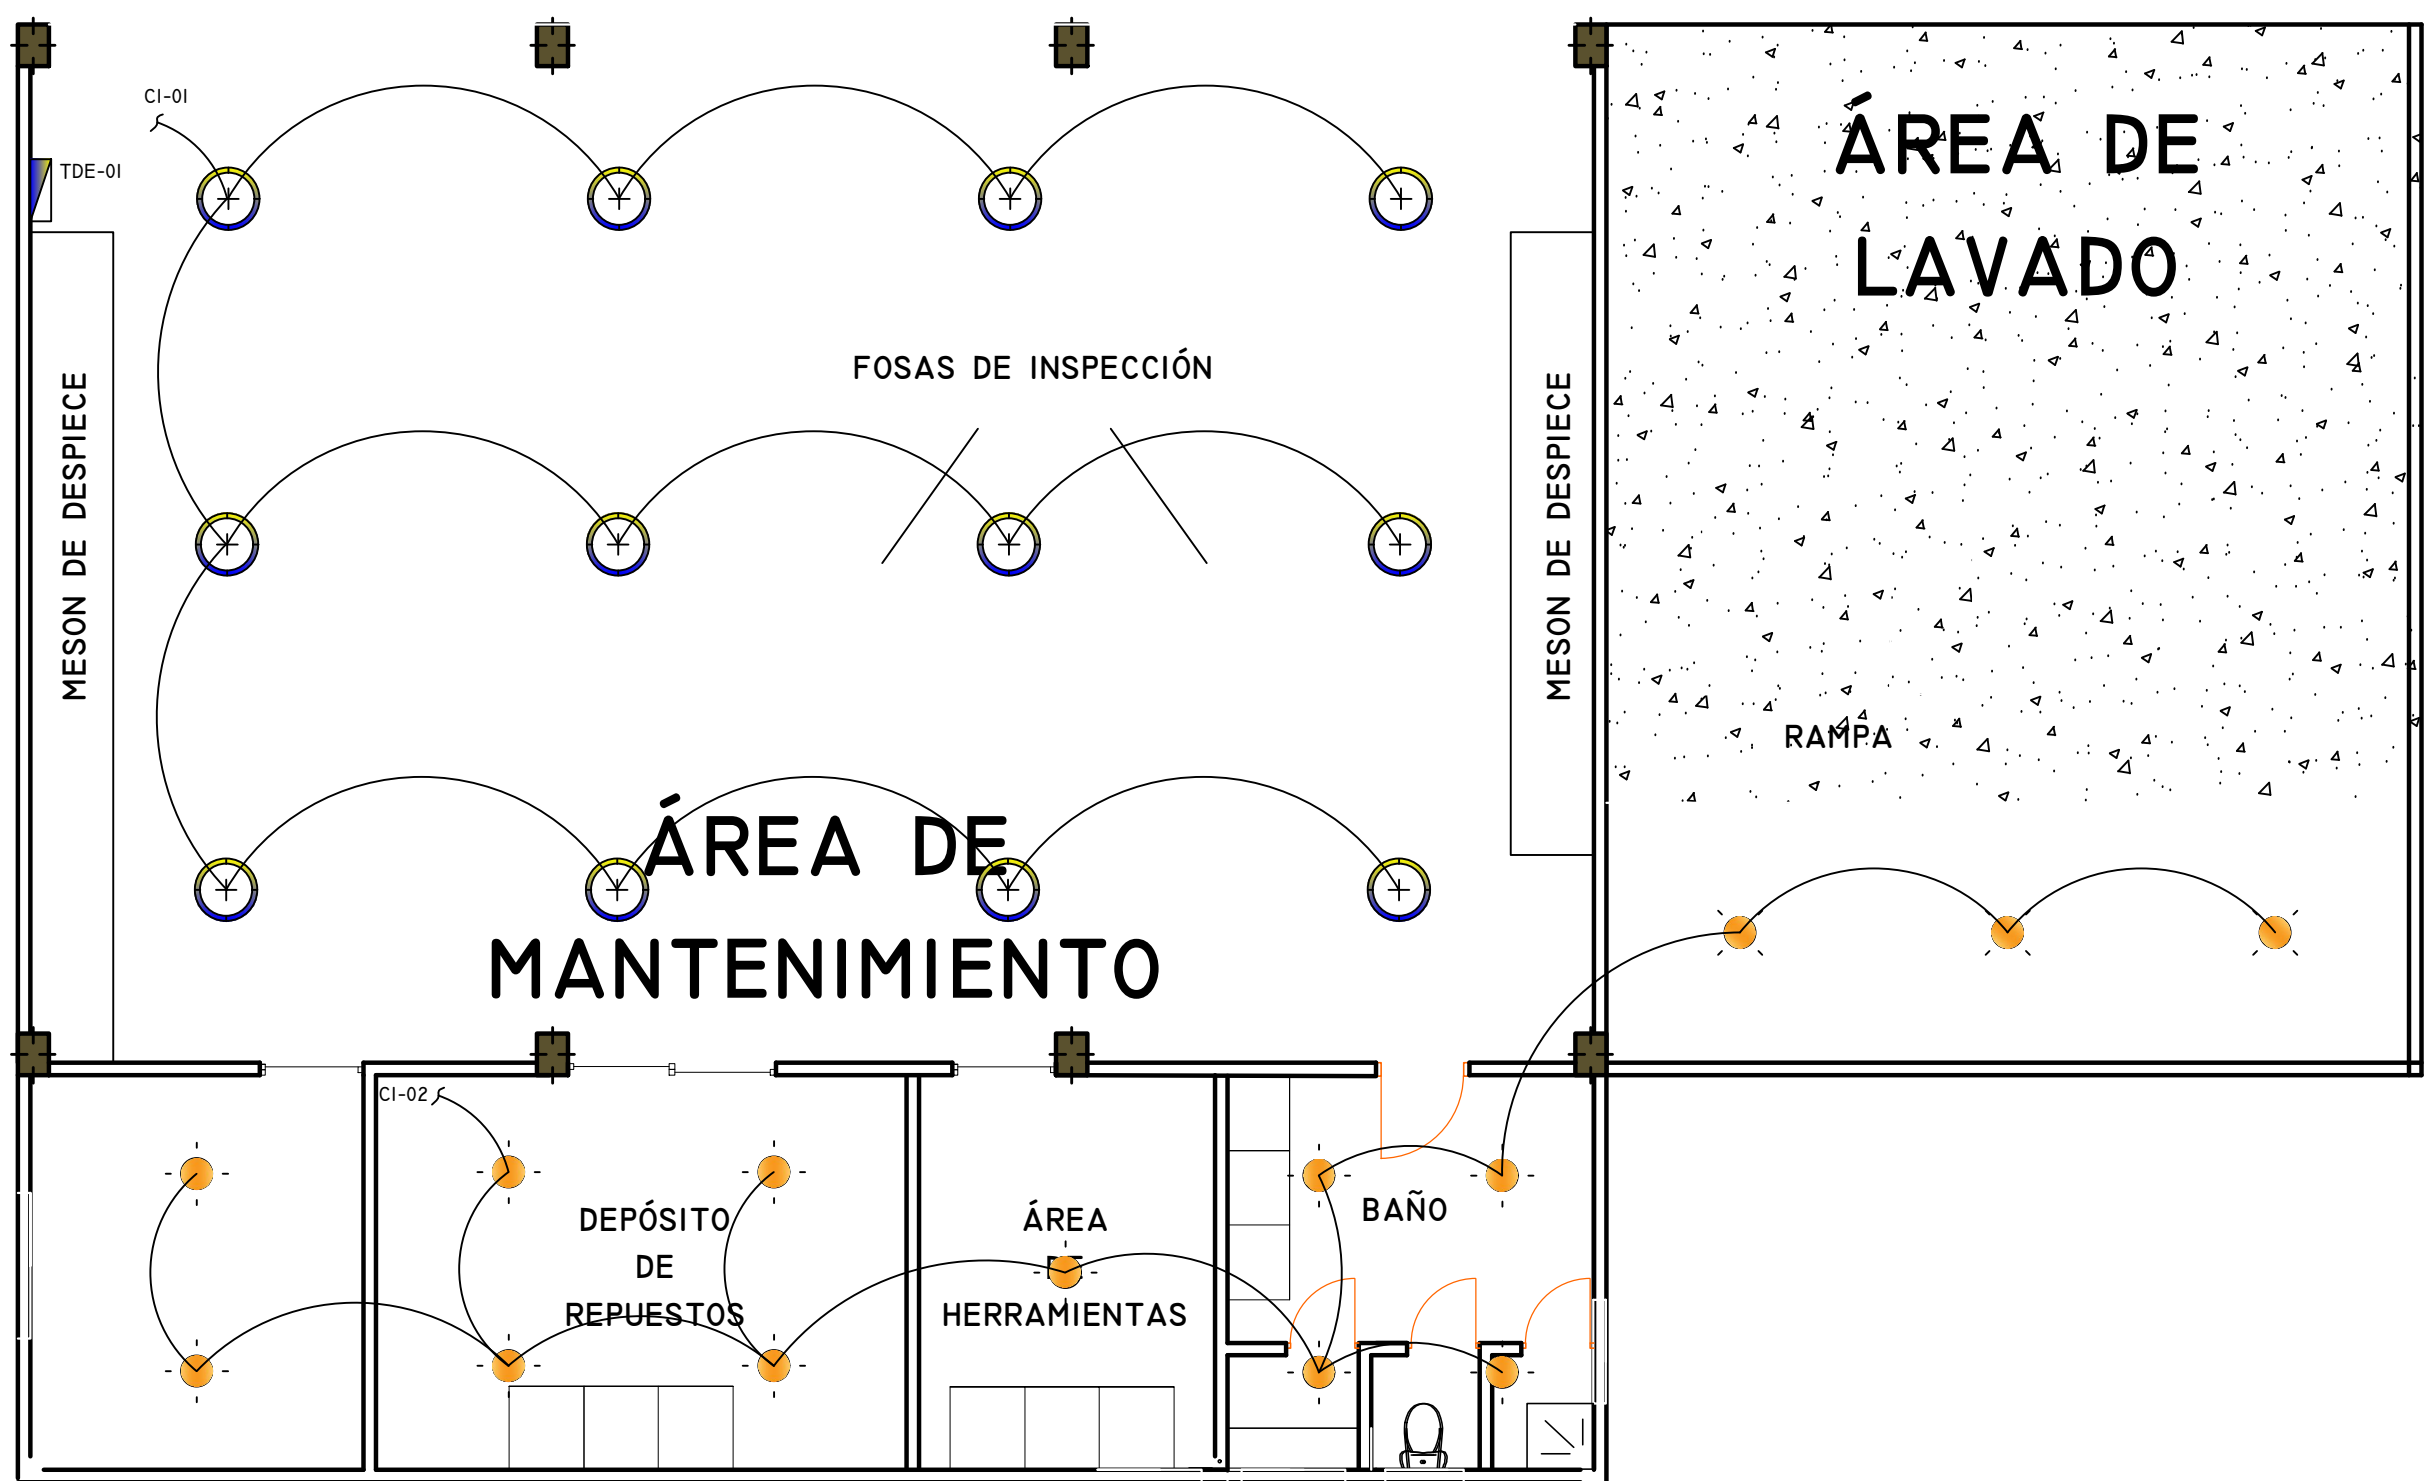 CI-01
TDE-01
ÁREA DE
LAVADO
FOSAS DE INSPECCIÓN
MESON DE DESPIECE
MESON DE DESPIECE
RAMPA
ÁREA DE
MANTENIMIENTO
CI-02
DEPÓSITO
DE
REPUESTOS
ÁREA
HERRAMIENTAS
BAÑO